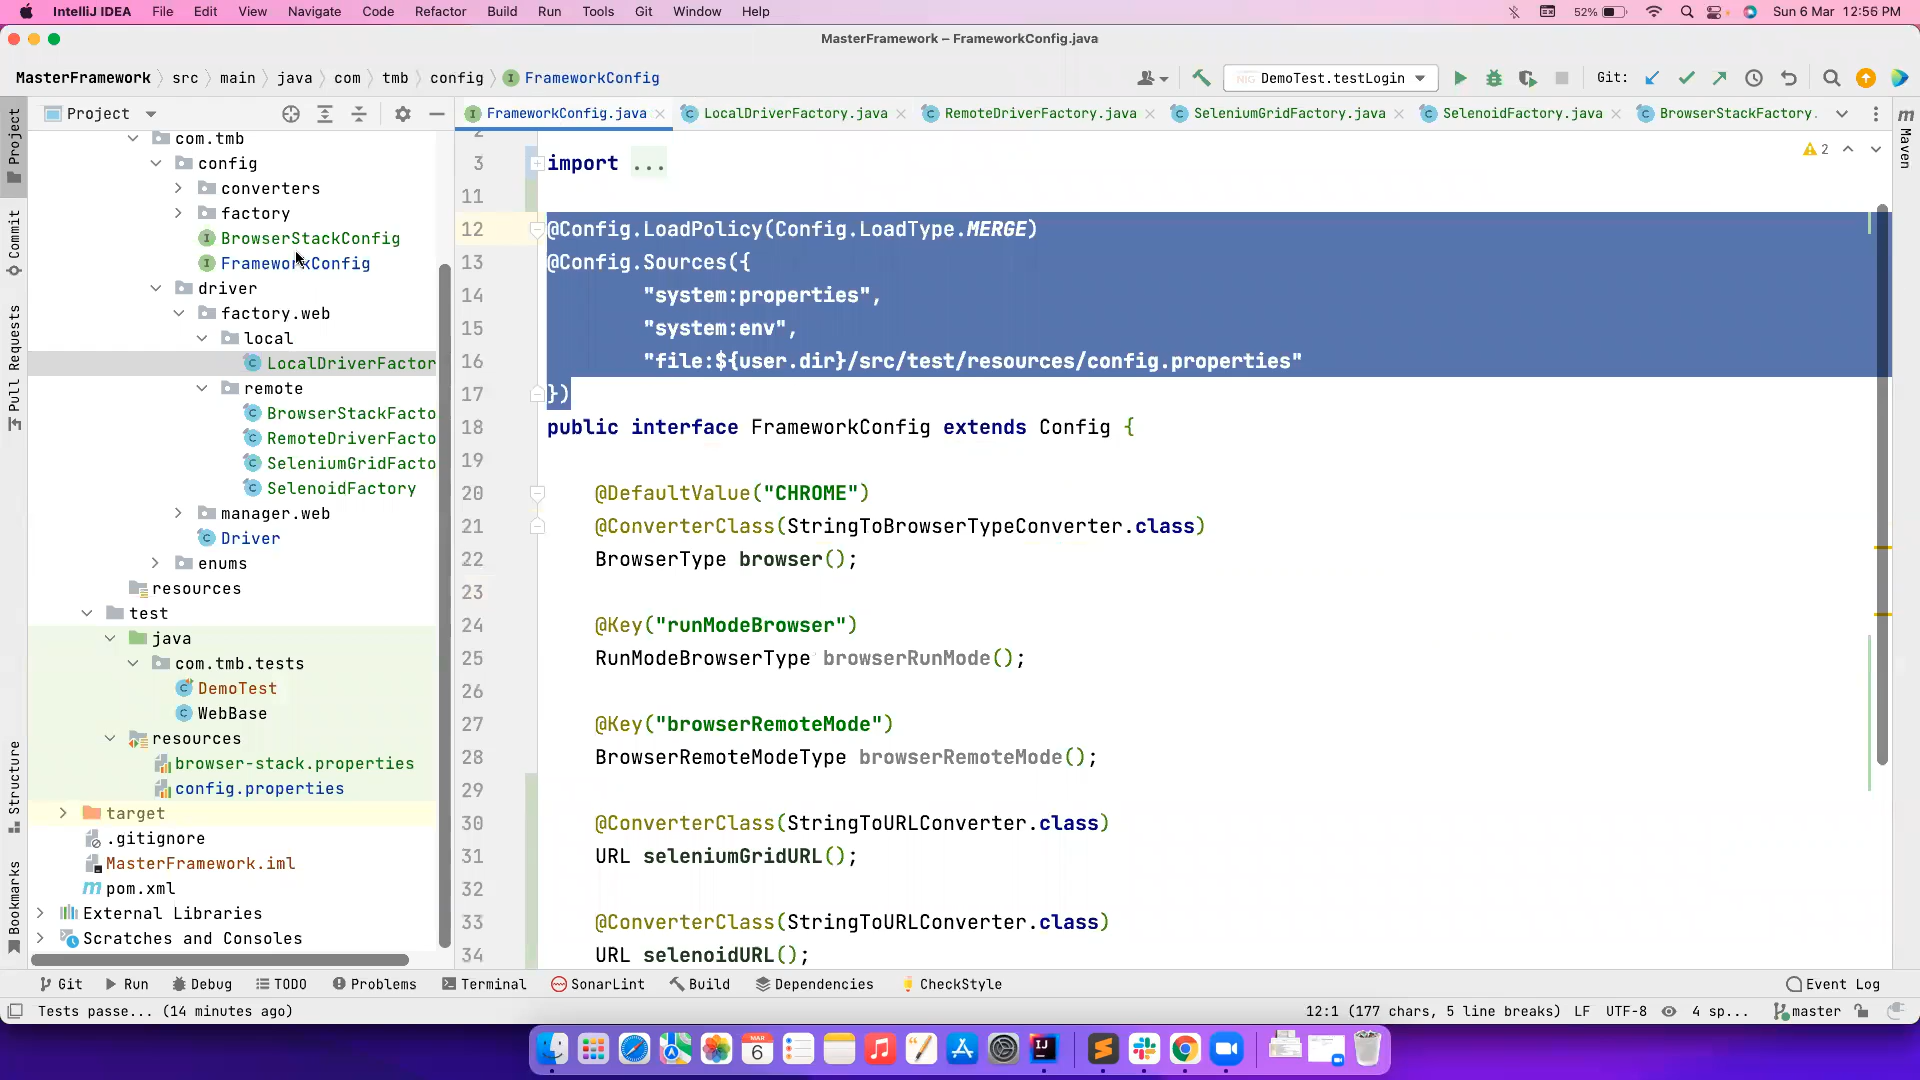 IntelliJ IDEA File Edit View Navigate Code Refactor Build Run Tools Git Window Help 52% Sun 6 Mar 12:56 PM
MasterFramework – FrameworkConfig.java
MasterFramework src main java com tmb config FrameworkConfig DemoTest.testLogin Git:
Project FrameworkConfig.java LocalDriverFactory.java RemoteDriverFactory.java SeleniumGridFactory.java SelenoidFactory.java BrowserStackFactory.
Project
Commit
Pull Requests
Structure
Bookmarks
Maven
com.tmb
config
converters
factory
BrowserStackConfig
FrameworkConfig
driver
factory.web
local
LocalDriverFactor
remote
BrowserStackFacto
RemoteDriverFacto
SeleniumGridFacto
SelenoidFactory
manager.web
Driver
enums
resources
test
java
com.tmb.tests
DemoTest
WebBase
resources
browser-stack.properties
config.properties
target
.gitignore
MasterFramework.iml
pom.xml
External Libraries
Scratches and Consoles
2
3 import ...
11
12 @Config.LoadPolicy(Config.LoadType.MERGE)
13 @Config.Sources({
14 "system:properties",
15 "system:env",
16 "file:${user.dir}/src/test/resources/config.properties"
17 })
18 public interface FrameworkConfig extends Config {
19
20 @DefaultValue("CHROME")
21 @ConverterClass(StringToBrowserTypeConverter.class)
22 BrowserType browser();
23
24 @Key("runModeBrowser")
25 RunModeBrowserType browserRunMode();
26
27 @Key("browserRemoteMode")
28 BrowserRemoteModeType browserRemoteMode();
29
30 @ConverterClass(StringToURLConverter.class)
31 URL seleniumGridURL();
32
33 @ConverterClass(StringToURLConverter.class)
34 URL selenoidURL();
2
Git Run Debug TODO Problems Terminal SonarLint Build Dependencies CheckStyle Event Log
Tests passe... (14 minutes ago) 12:1 (177 chars, 5 line breaks) LF UTF-8 4 sp... master
MAR
6
IJ